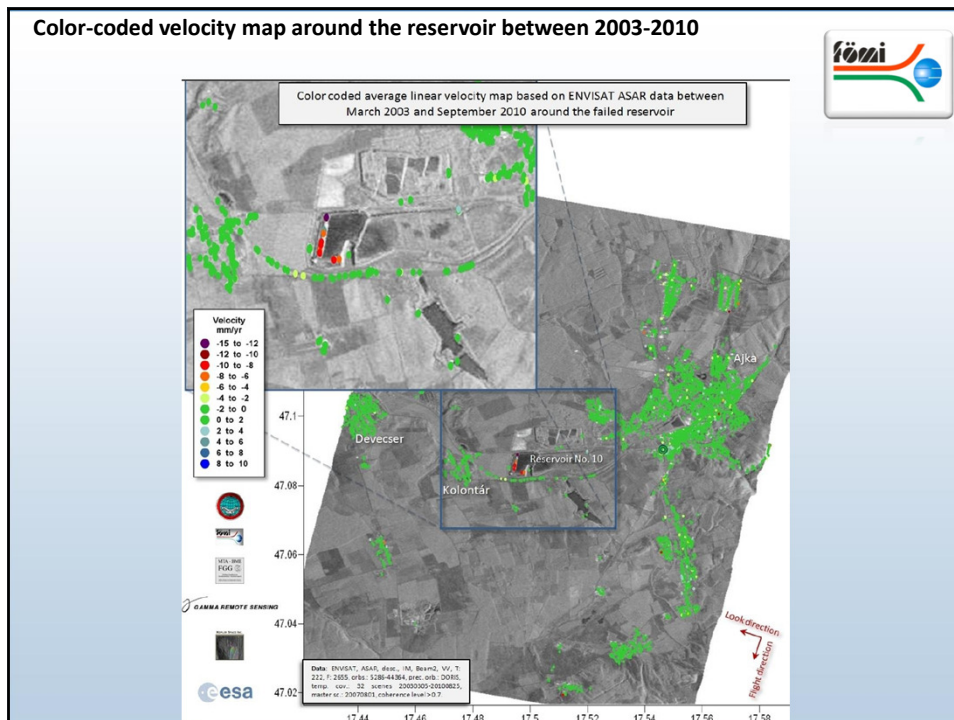 Color-coded velocity map around the reservoir between 2003-2010
fömi
Color coded average linear velocity map based on ENVISAT ASAR data between
March 2003 and September 2010 around the failed reservoir
Velocity
mm/yr
-15 to -12
-12 to -10
-10 to -8
-8 to -6
-6 to -4
-4 to -2
-2 to 0
0 to 2
2 to 4
4 to 6
6 to 8
8 to 10
Ajka
Devecser
Reservoir No. 10
Kolontár
47.1
47.08
47.06
47.04
47.02
fömi
FGG
GAMMA REMOTE SENSING
esa
Look direction
Flight direction
Data: ENVISAT, ASAR, desc., IM, Beam2, VV, T:
222, F: 2655, orbs.: 5286-44364, prec. orb.: DORIS,
temp. cov.: 32 scenes 20030305-20100825,
master sc.: 20070801, coherence level >0.7
17.44
17.46
17.48
17.5
17.52
17.54
17.56
17.58